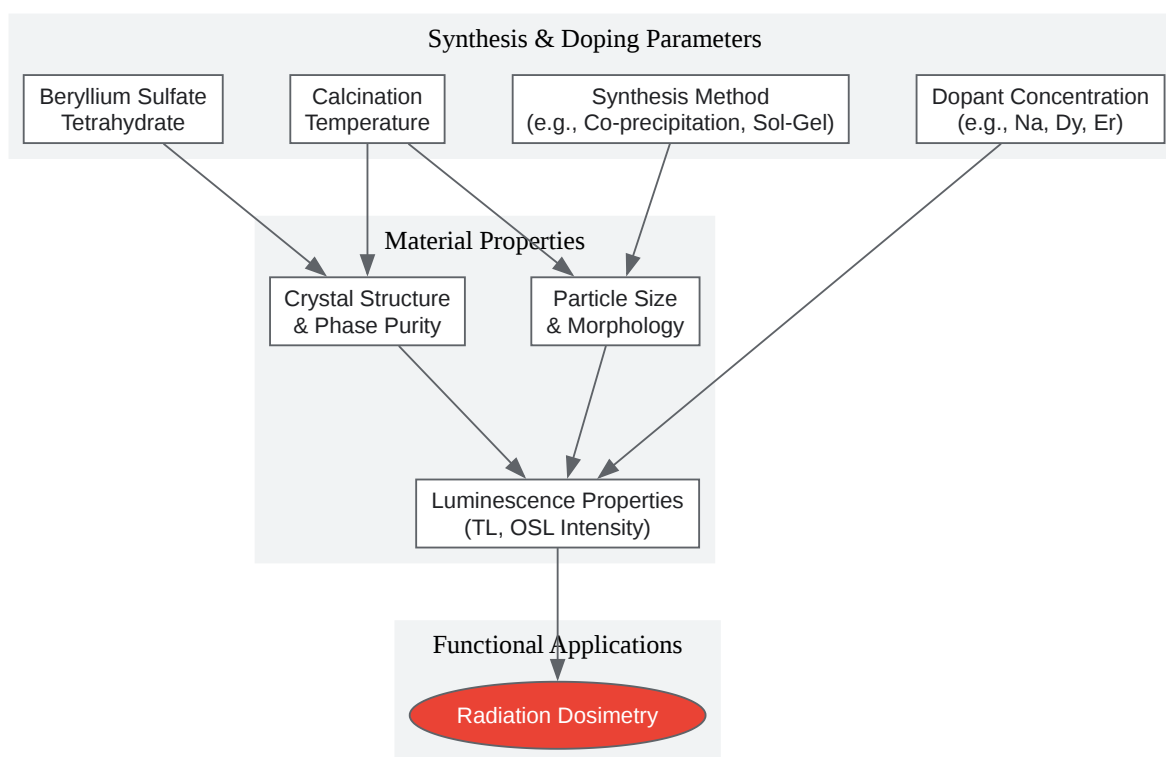 Synthesis & Doping Parameters
Beryllium Sulfate
Tetrahydrate
Calcination
Temperature
Synthesis Method
(e.g., Co-precipitation, Sol-Gel)
Dopant Concentration
(e.g., Na, Dy, Er)
Material Properties
Crystal Structure
& Phase Purity
Particle Size
& Morphology
Luminescence Properties
(TL, OSL Intensity)
Functional Applications
Radiation Dosimetry